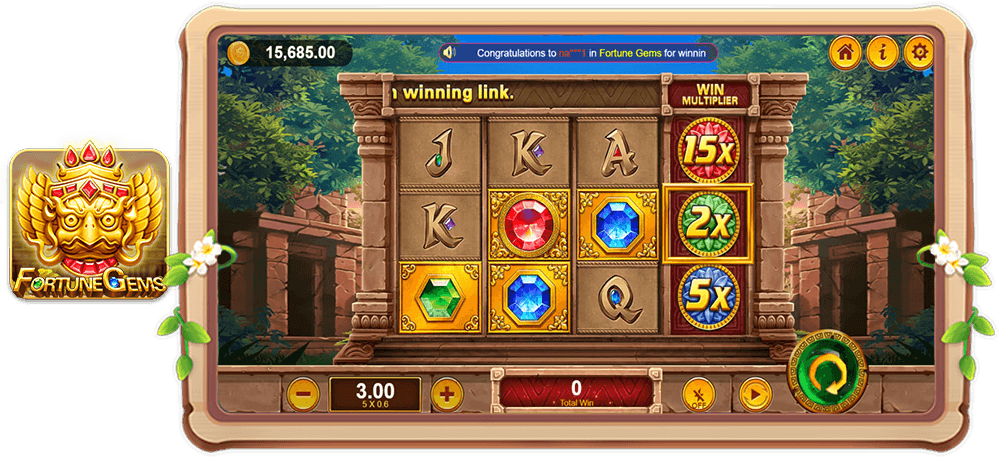 15,685.00
Congratulations to na***1 in Fortune Gems for winnin
n winning link.
WIN
MULTIPLIER
J K A
15X
K
2X
Q
5X
FORTUNE GEMS
3.00
5 X 0.6
0
Total Win
OFF
i